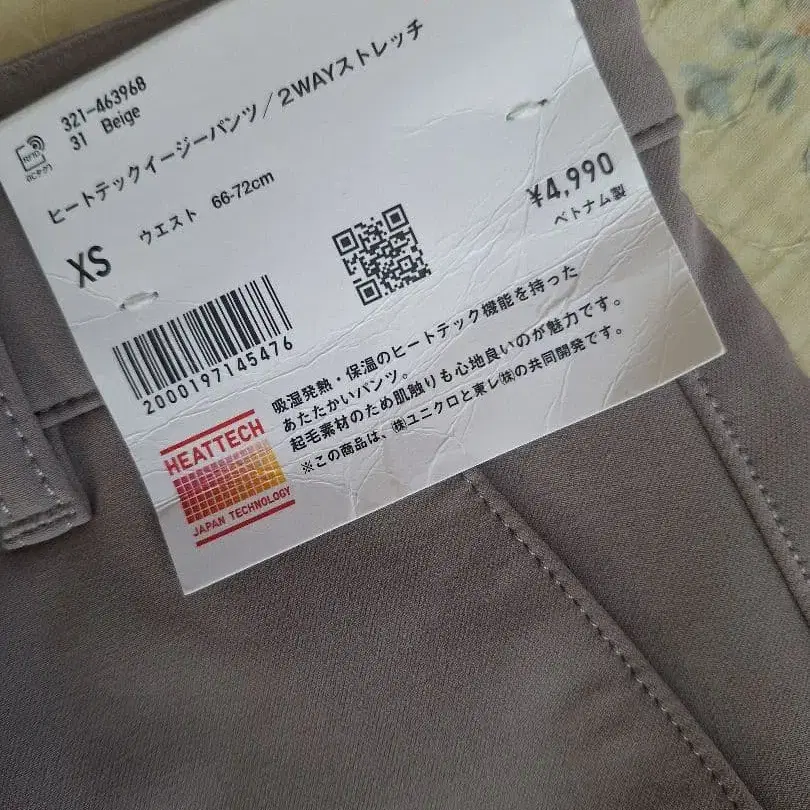 321-463968
31 Beige
ヒートテックイージーパンツ/2WAYストレッチ
XS ウエスト 66-72cm
¥4,990
ベトナム製
2000197145476
HEATTECH
JAPAN TECHNOLOGY
吸湿発熱・保温のヒートテック機能を持った
あたたかいパンツ。
起毛素材のため肌触りも心地良いのが魅力です。
※この商品は、㈱ユニクロと東レ㈱の共同開発です。